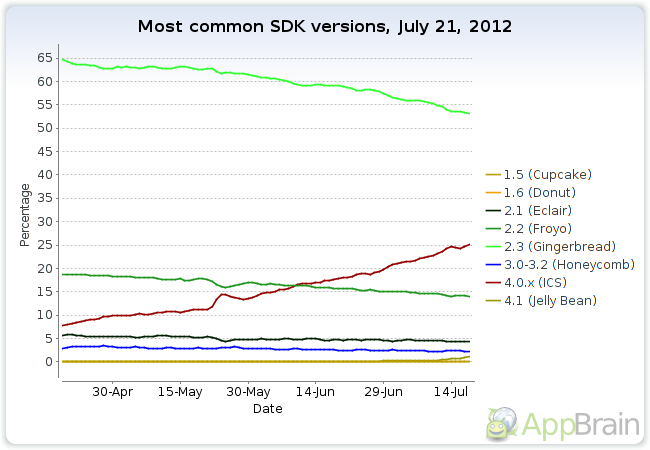 Most common SDK versions, July 21, 2012
65
60
55
50
45
40
35
30
25
20
15
10
5
0
Percentage
30-Apr 15-May 30-May 14-Jun 29-Jun 14-Jul
Date
1.5 (Cupcake)
1.6 (Donut)
2.1 (Eclair)
2.2 (Froyo)
2.3 (Gingerbread)
3.0-3.2 (Honeycomb)
4.0.x (ICS)
4.1 (Jelly Bean)
AppBrain